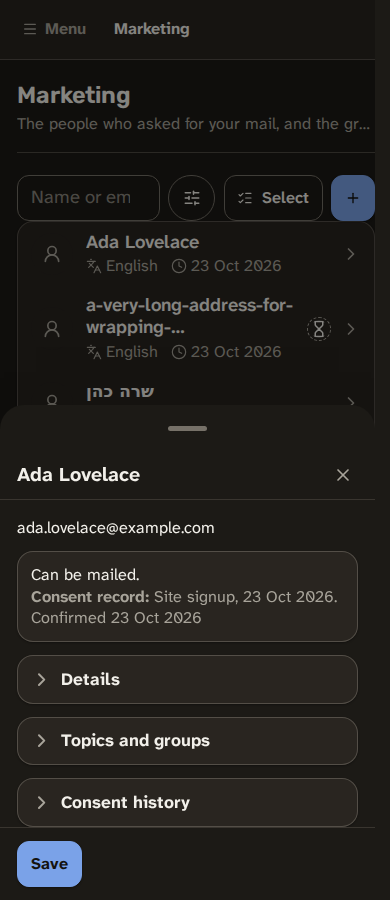 Menu
Marketing
Marketing
The people who asked for your mail, and the gr…
Name or em
Select
Ada Lovelace
English 23 Oct 2026
a-very-long-address-for-
wrapping-…
English 23 Oct 2026
שרה כהן
Ada Lovelace
ada.lovelace@example.com
Can be mailed.
Consent record: Site signup, 23 Oct 2026.
Confirmed 23 Oct 2026
Details
Topics and groups
Consent history
Save